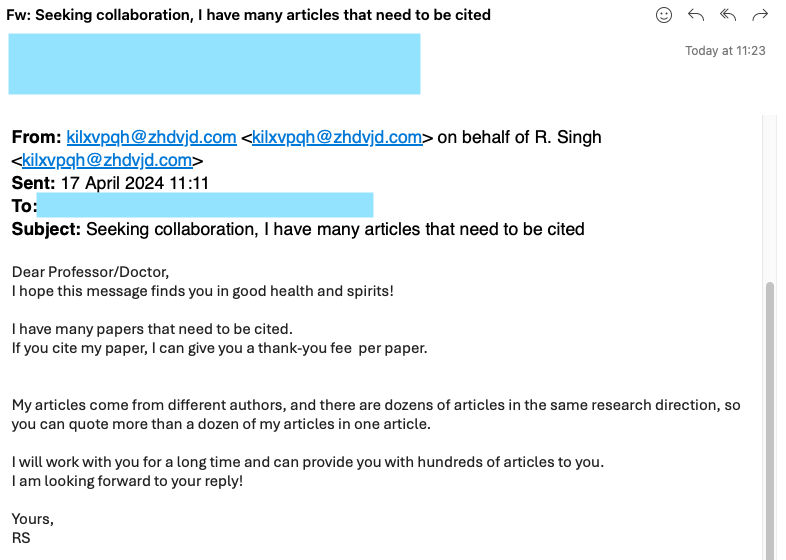 Fw: Seeking collaboration, I have many articles that need to be cited
Today at 11:23
From: kilxvpqh@zhdvjd.com <kilxvpqh@zhdvjd.com> on behalf of R. Singh
<kilxvpqh@zhdvjd.com>
Sent: 17 April 2024 11:11
To:
Subject: Seeking collaboration, I have many articles that need to be cited
Dear Professor/Doctor,
I hope this message finds you in good health and spirits!
I have many papers that need to be cited.
If you cite my paper, I can give you a thank-you fee  per paper.
My articles come from different authors, and there are dozens of articles in the same research direction, so
you can quote more than a dozen of my articles in one article.
I will work with you for a long time and can provide you with hundreds of articles to you.
I am looking forward to your reply!
Yours,
RS